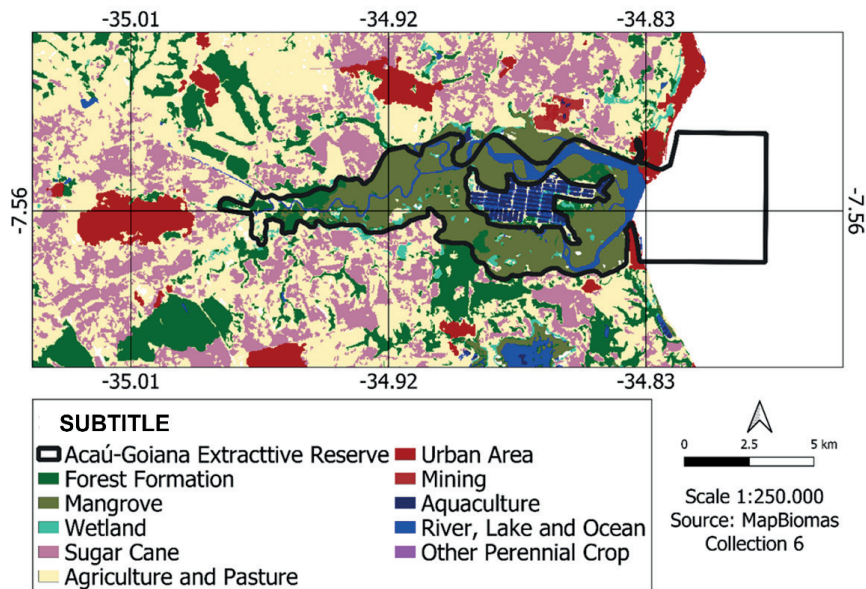 -35.01 -34.92 -34.83
-7.56 -7.56
-35.01 -34.92 -34.83
SUBTITLE
Acaú-Goiana Extracttive Reserve
Forest Formation
Mangrove
Wetland
Sugar Cane
Agriculture and Pasture
Urban Area
Mining
Aquaculture
River, Lake and Ocean
Other Perennial Crop
0 2.5 5 km
Scale 1:250.000
Source: MapBiomas
Collection 6